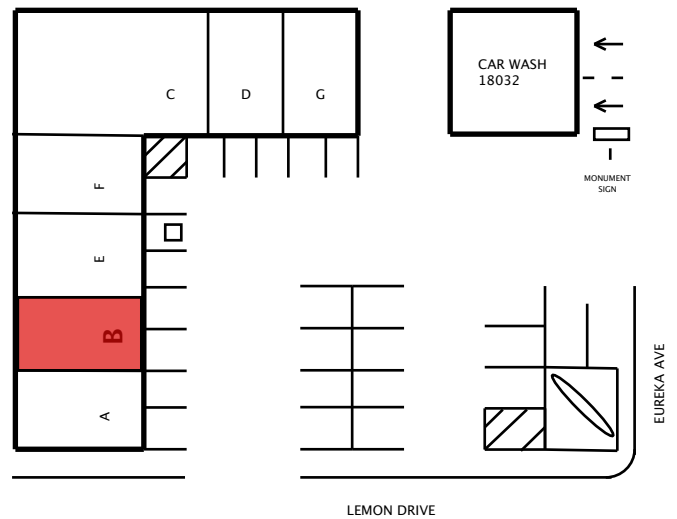 C
D
G
CAR WASH
18032
MONUMENT
SIGN
F
E
B
A
EUREKA AVE
LEMON DRIVE